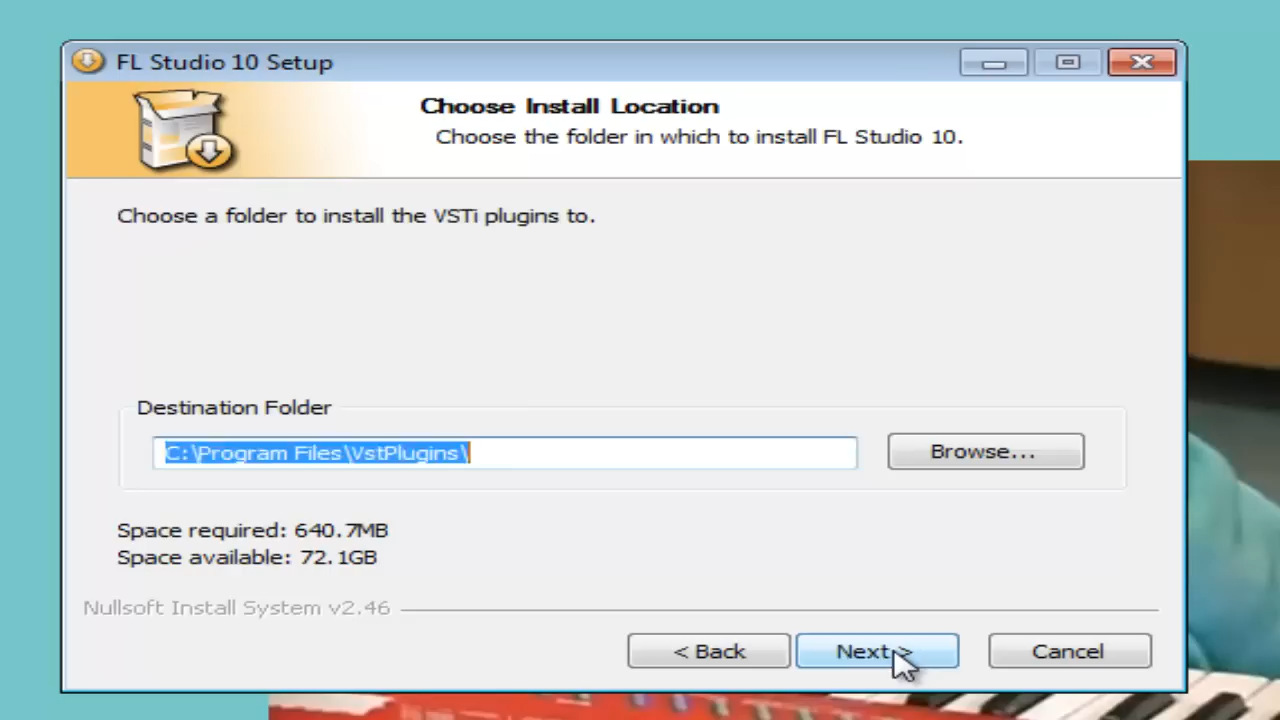 FL Studio 10 Setup
Choose Install Location
Choose the folder in which to install FL Studio 10.
Choose a folder to install the VSTi plugins to.
Destination Folder
C:\Program Files\VstPlugins\
Browse...
Space required: 640.7MB
Space available: 72.1GB
Nullsoft Install System v2.46
< Back
Next >
Cancel